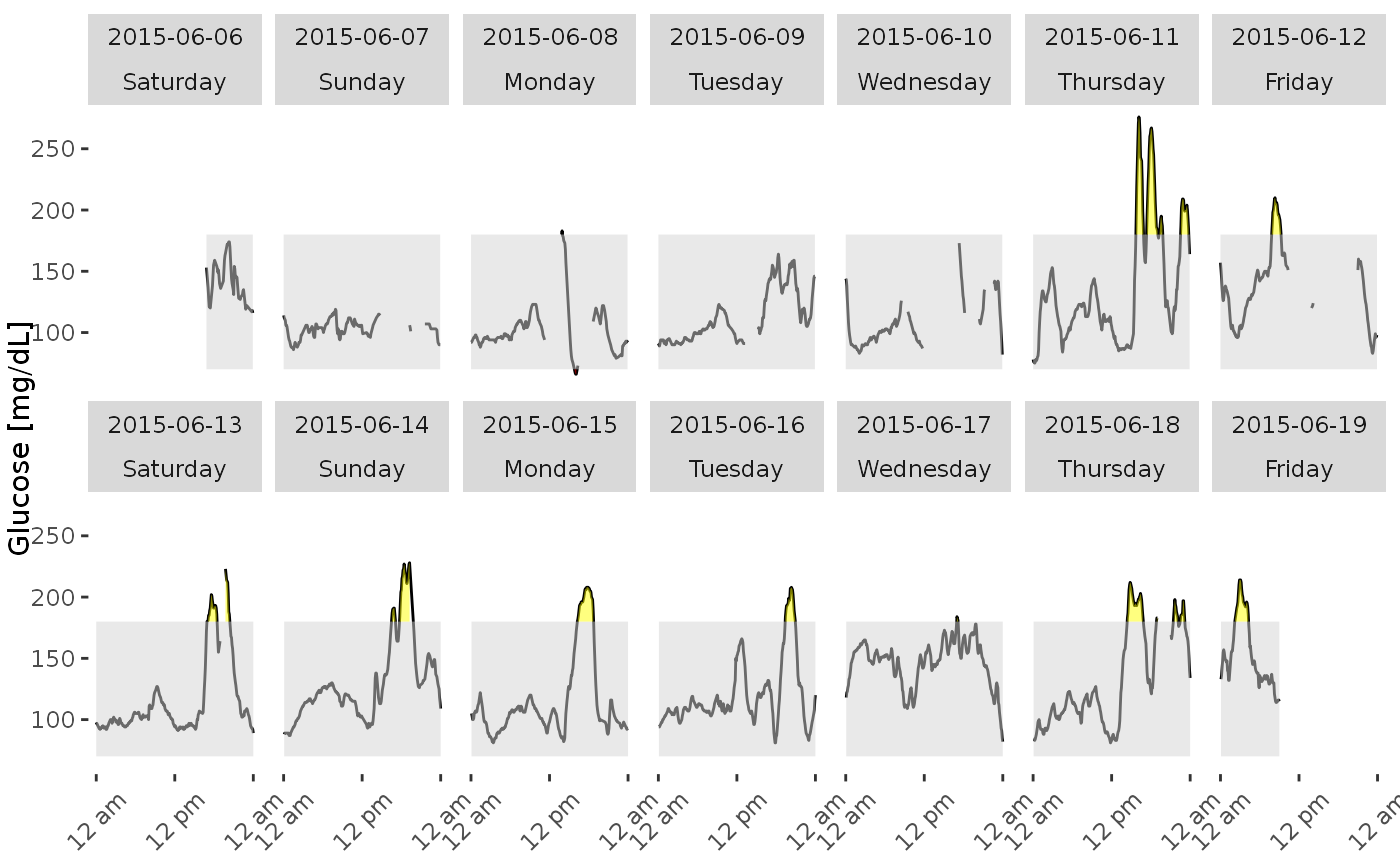 2015-06-06 2015-06-07 2015-06-08 2015-06-09 2015-06-10 2015-06-11 2015-06-12
Saturday Sunday Monday Tuesday Wednesday Thursday Friday
250
200
150
100
Glucose [mg/dL]
2015-06-13 2015-06-14 2015-06-15 2015-06-16 2015-06-17 2015-06-18 2015-06-19
Saturday Sunday Monday Tuesday Wednesday Thursday Friday
250
200
150
100
12 am 12 pm 12 am 12 am 12 pm 12 am 12 am 12 pm 12 am 12 am 12 pm 12 am 12 am 12 pm 12 am 12 am 12 pm 12 am 12 am 12 pm 12 am